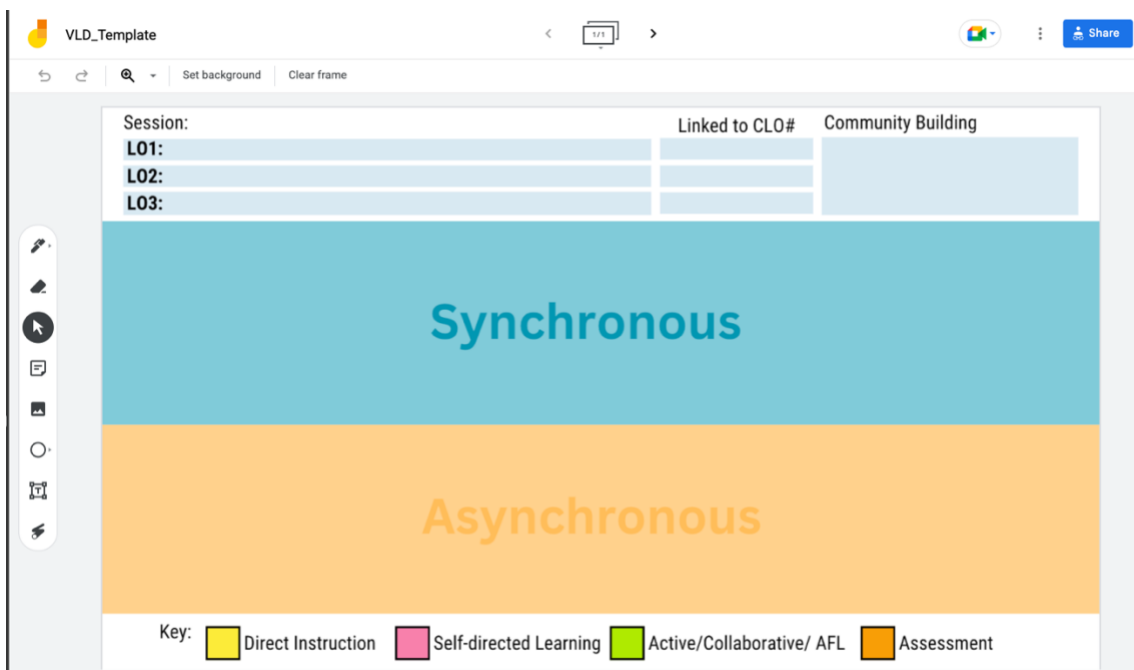 VLD_Template
1/1
Share
Set background
Clear frame
Session:
Linked to CLO#
Community Building
LO1:
LO2:
LO3:
Synchronous
Asynchronous
Key:
Direct Instruction
Self-directed Learning
Active/Collaborative/ AFL
Assessment